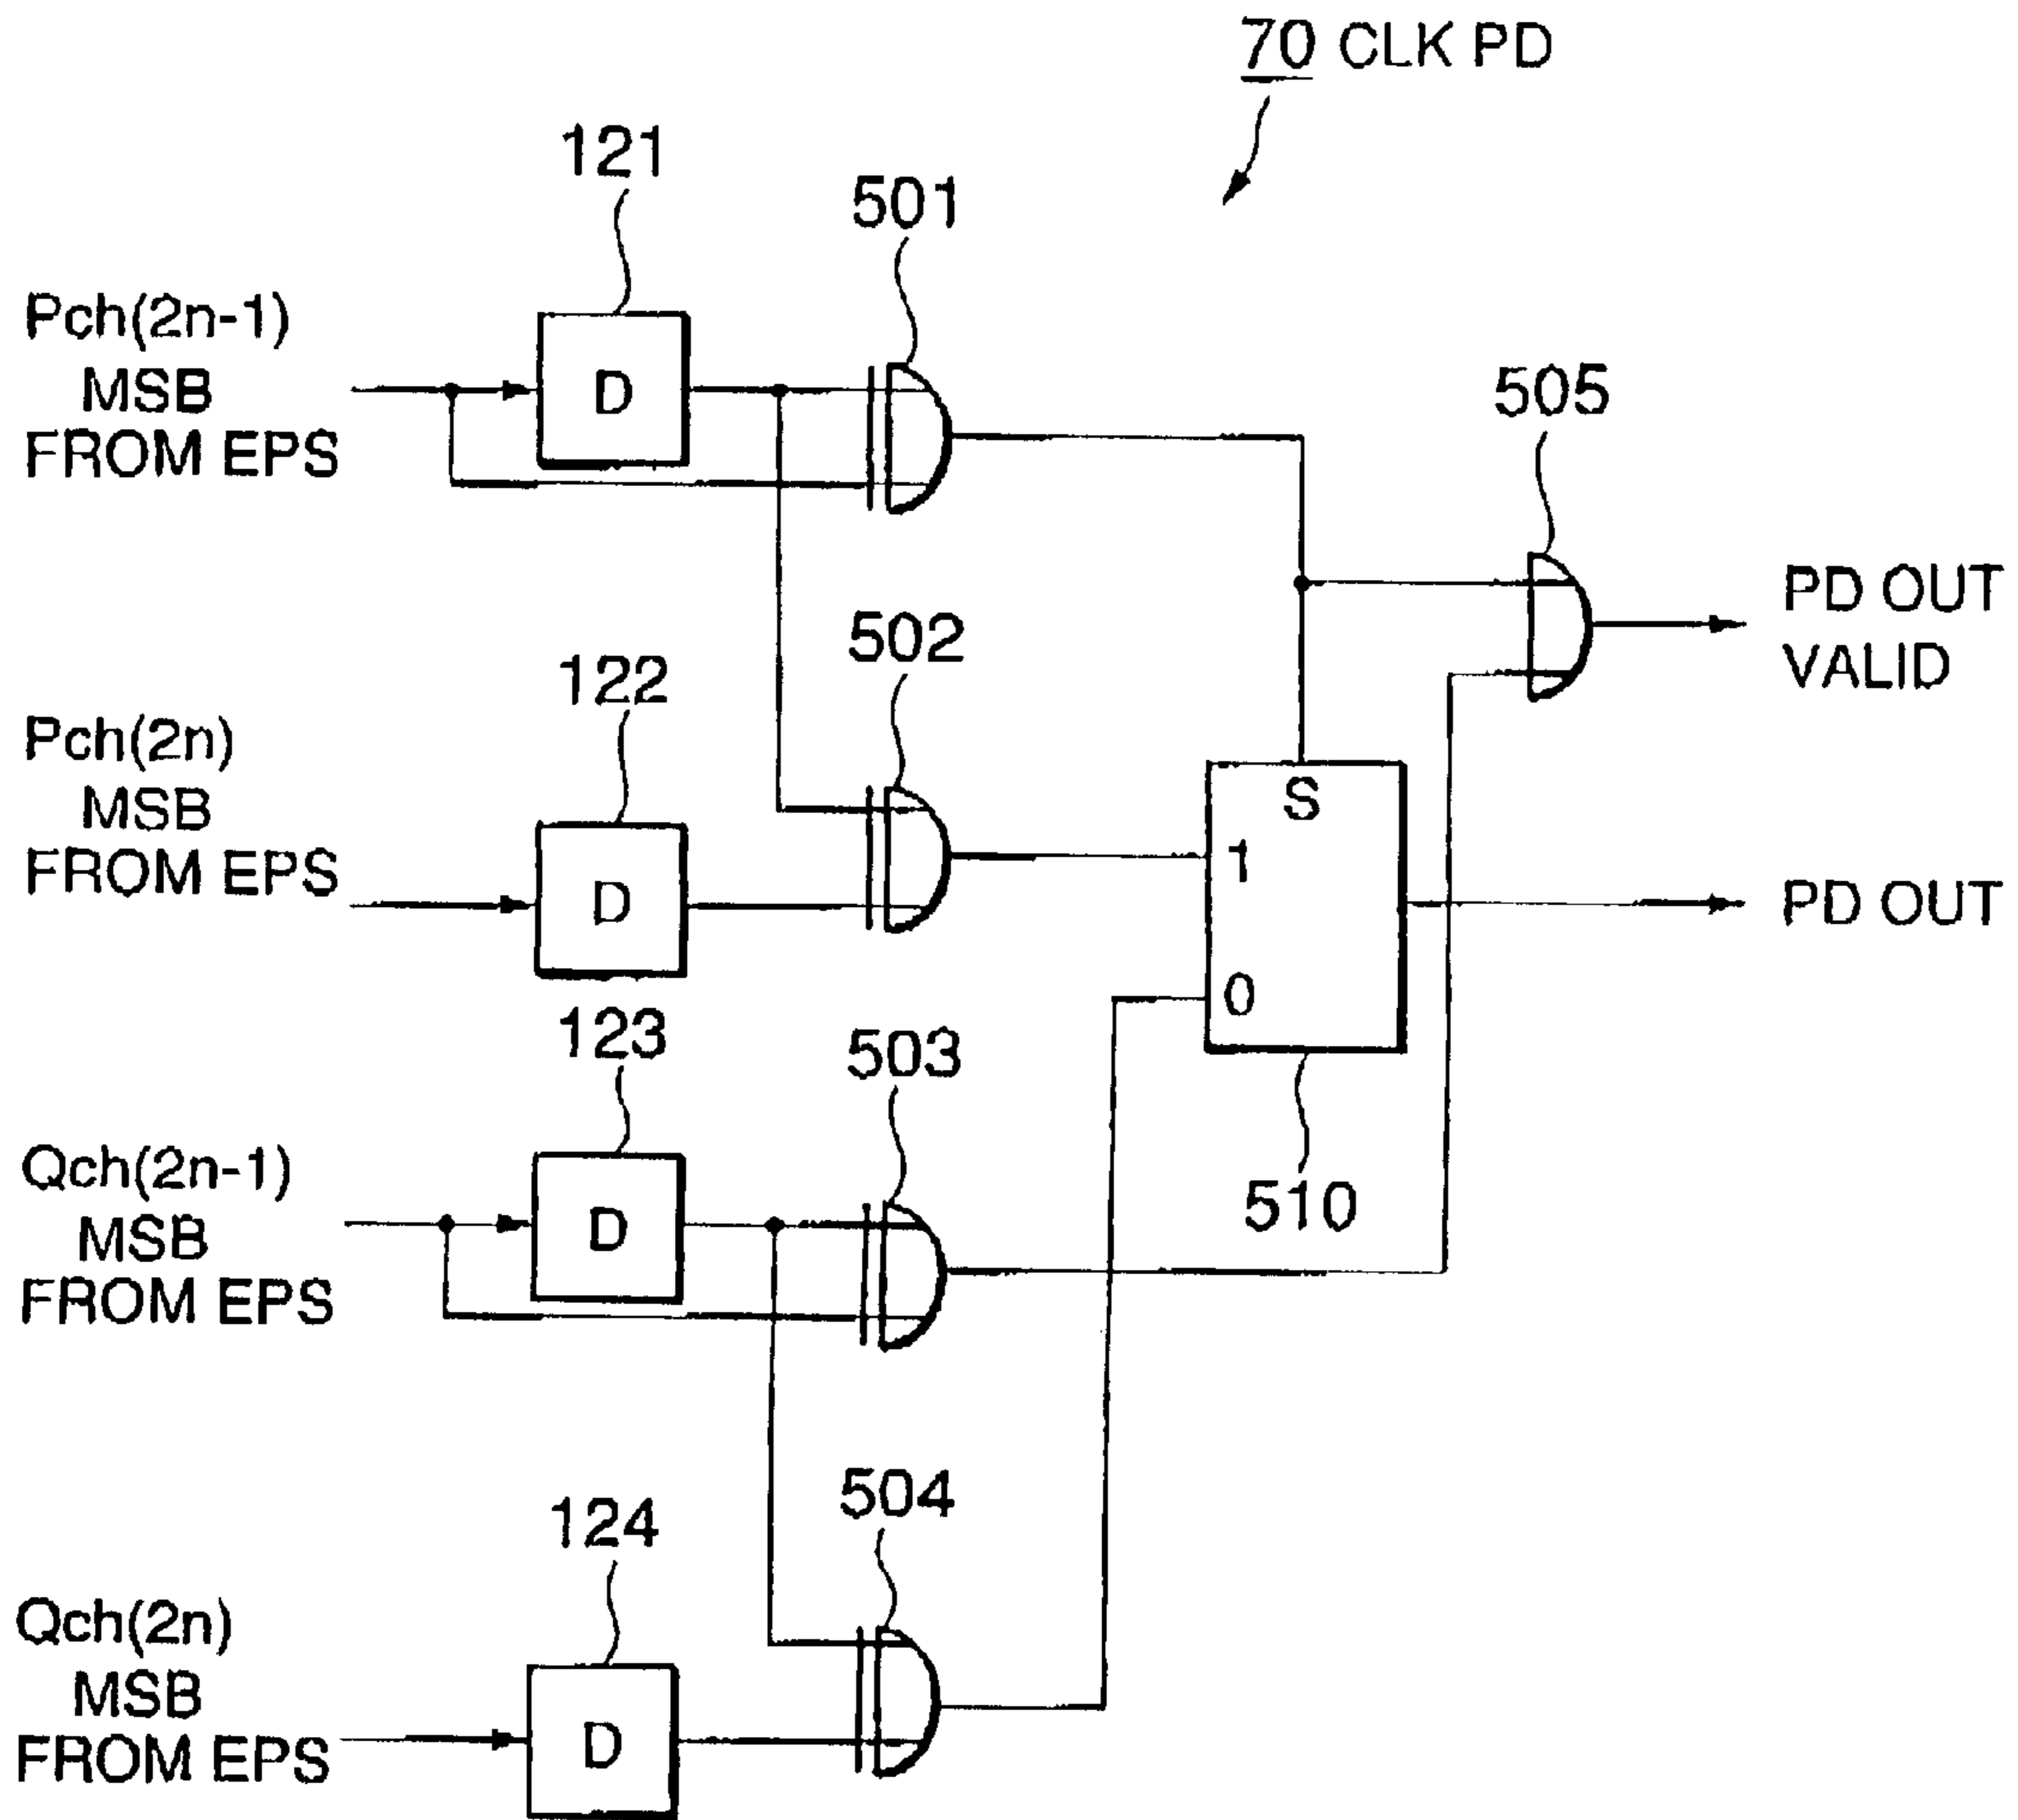 70 CLK PD
121
501
Pch(2n-1)
MSB
FROM EPS
D
505
PD OUT
VALID
502
122
Pch(2n)
MSB
FROM EPS
D
S
1
0
PD OUT
123
503
510
Qch(2n-1)
MSB
FROM EPS
D
124
504
Qch(2n)
MSB
FROM EPS
D